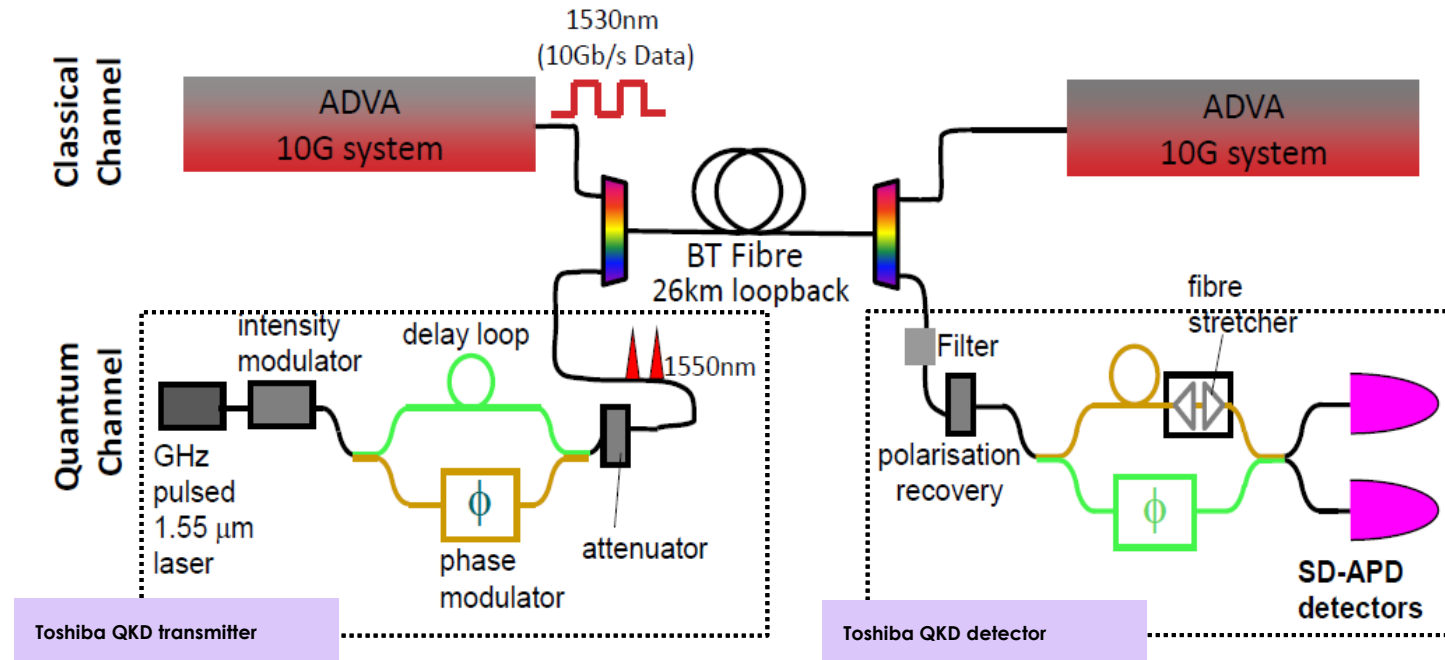 Classical
Channel
1530nm
(10Gb/s Data)
ADVA
10G system
ADVA
10G system
BT Fibre
26km loopback
Quantum
Channel
intensity
modulator
delay loop
1550nm
GHz
pulsed
1.55 μm
laser
ϕ
phase
modulator
attenuator
Toshiba QKD transmitter
fibre
stretcher
Filter
polarisation
recovery
ϕ
SD-APD
detectors
Toshiba QKD detector